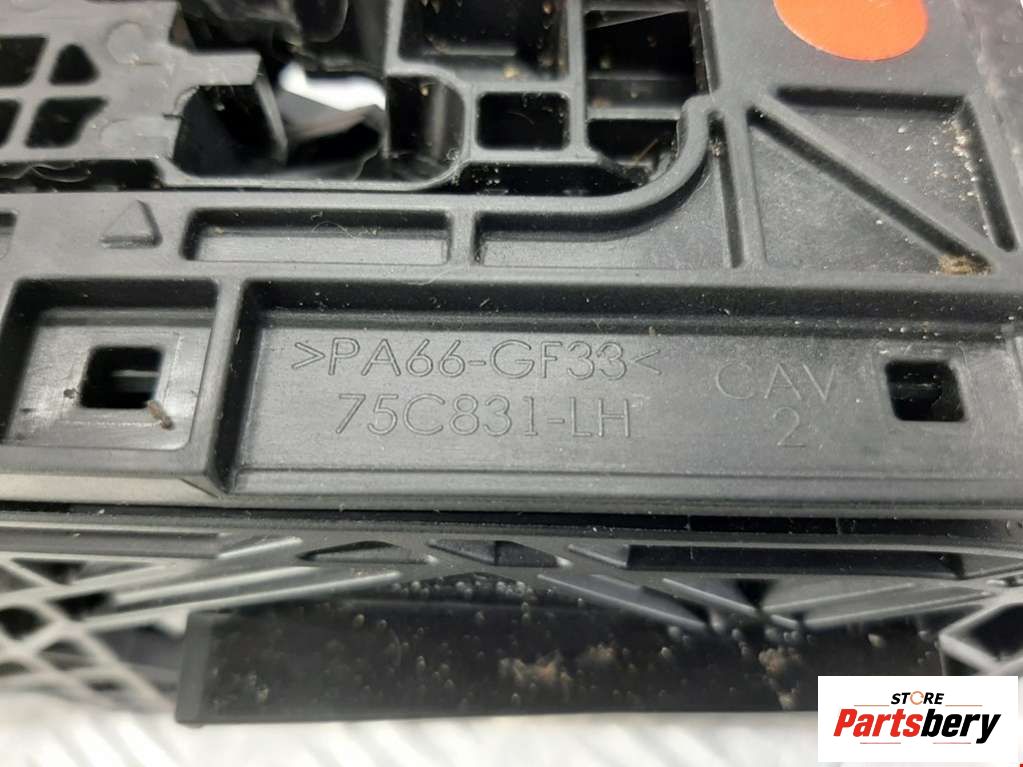 >PA66-GF33<
75C831-LH
CAV
2
STORE
Partsbery